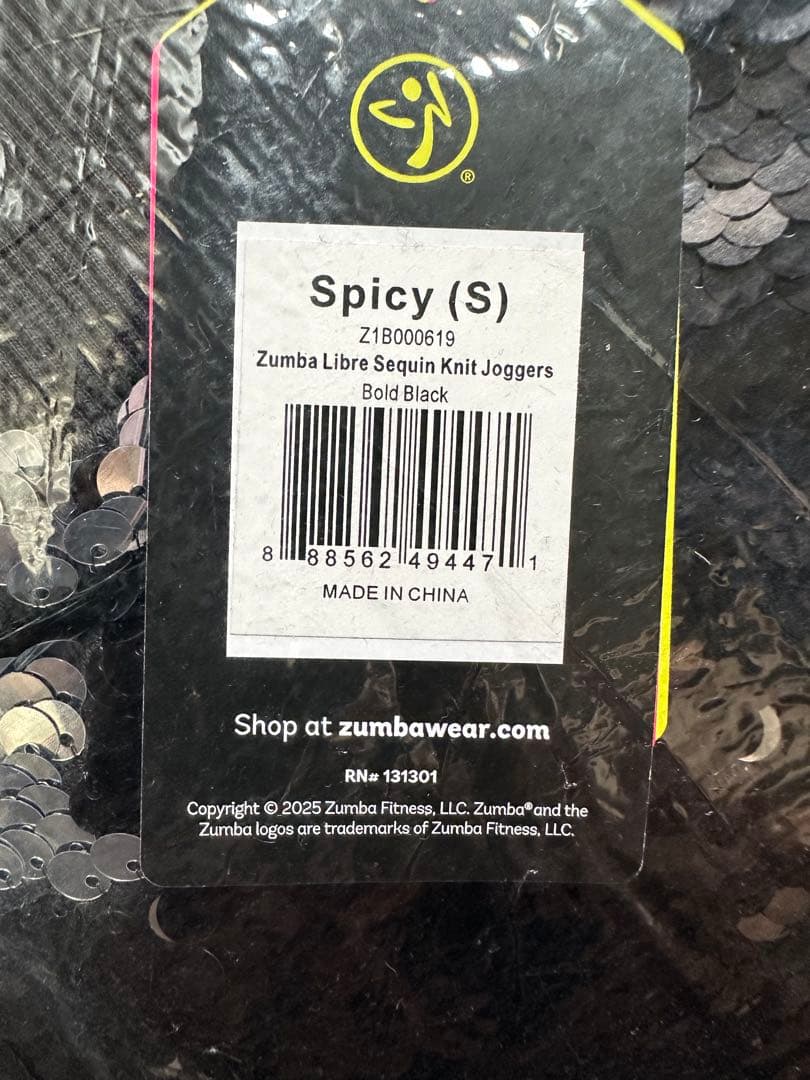 ®
Spicy (S)
Z1B000619
Zumba Libre Sequin Knit Joggers
Bold Black
8 88562 49447 1
MADE IN CHINA
Shop at zumbawear.com
RN# 131301
Copyright © 2025 Zumba Fitness, LLC. Zumba® and the
Zumba logos are trademarks of Zumba Fitness, LLC.